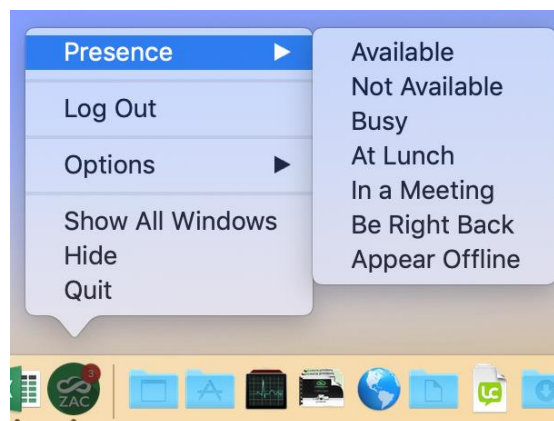 Presence
Log Out
Options
Show All Windows
Hide
Quit
Available
Not Available
Busy
At Lunch
In a Meeting
Be Right Back
Appear Offline
3
ZAC